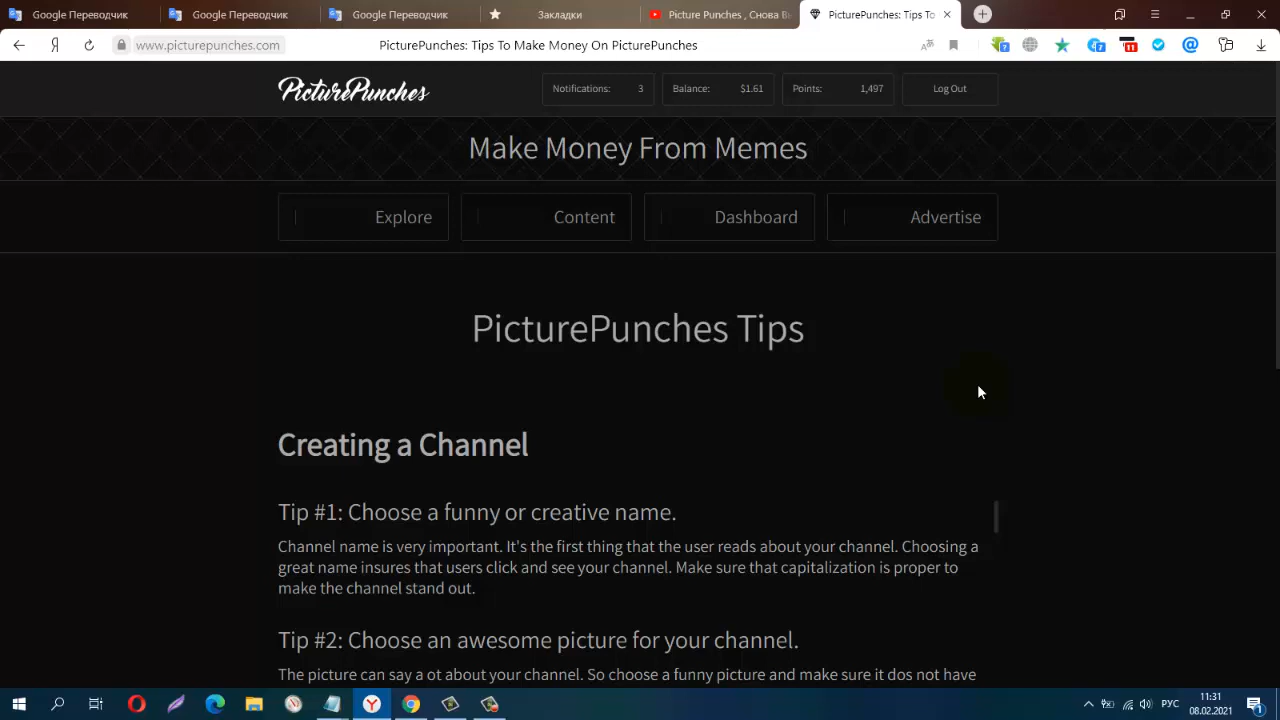 Google Переводчик
Google Переводчик
Google Переводчик
Закладки
Picture Punches , Снова В
PicturePunches: Tips To
www.picturepunches.com
PicturePunches: Tips To Make Money On PicturePunches
11
PicturePunches
Notifications: 3
Balance: $1.61
Points: 1,497
Log Out
Make Money From Memes
Explore
Content
Dashboard
Advertise
PicturePunches Tips
Creating a Channel
Tip #1: Choose a funny or creative name.
Channel name is very important. It's the first thing that the user reads about your channel. Choosing a
great name insures that users click and see your channel. Make sure that capitalization is proper to
make the channel stand out.
Tip #2: Choose an awesome picture for your channel.
The picture can say a ot about your channel. So choose a funny picture and make sure it dos not have
РУС
11:31
08.02.2021
1